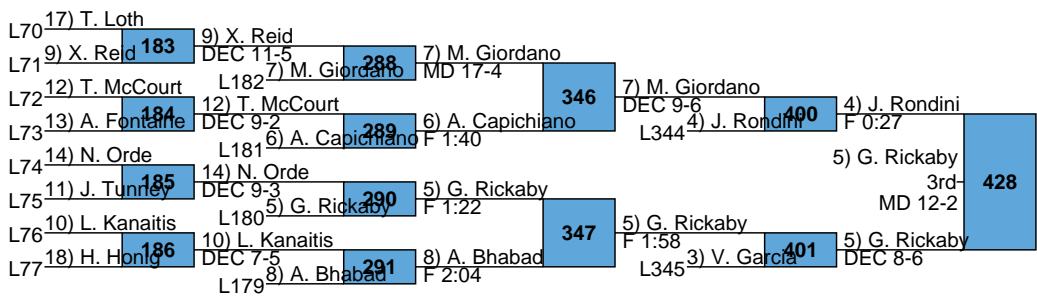 L70
17) T. Loth
183
L71
9) X. Reid
9) X. Reid
DEC 11-5
L182
7) M. Giordano
288
7) M. Giordano
MD 17-4
L72
12) T. McCourt
184
L73
13) A. Fontaine
12) T. McCourt
DEC 9-2
L181
6) A. Capichiano
289
6) A. Capichiano
F 1:40
346
7) M. Giordano
DEC 9-6
L344
4) J. Rondini
400
4) J. Rondini
F 0:27
L74
14) N. Orde
185
L75
11) J. Tunney
14) N. Orde
DEC 9-3
L180
5) G. Rickaby
290
5) G. Rickaby
F 1:22
L76
10) L. Kanaitis
186
L77
18) H. Honig
10) L. Kanaitis
DEC 7-5
L179
8) A. Bhabad
291
8) A. Bhabad
F 2:04
347
5) G. Rickaby
F 1:58
L345
3) V. Garcia
401
5) G. Rickaby
DEC 8-6
5) G. Rickaby
3rd
MD 12-2
428